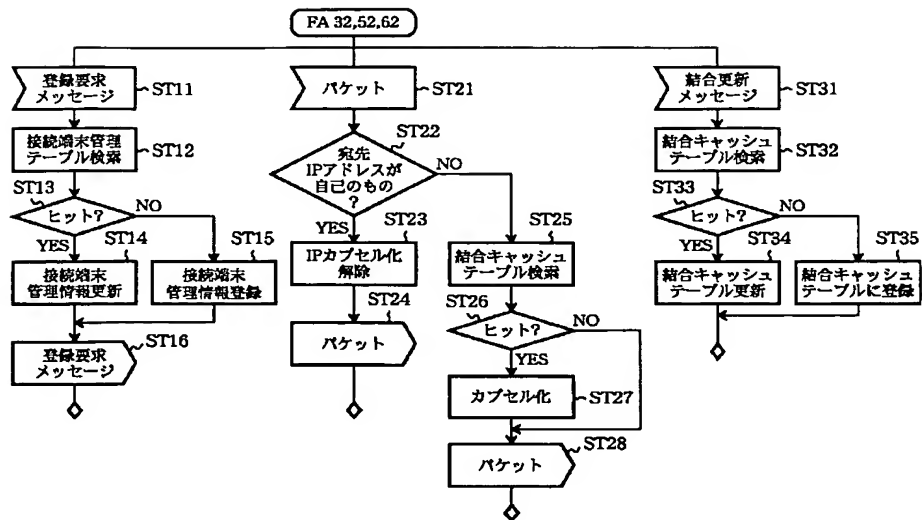 FA 32,52,62
登録要求
メッセージ
ST11
接続端末管理
テーブル検索
ST12
ST13
ヒット?
NO
YES
ST14
接続端末
管理情報更新
ST15
接続端末
管理情報登録
ST16
登録要求
メッセージ
パケット
ST21
ST22
宛先
IPアドレスが
自己のもの
?
NO
YES
ST23
IPカプセル化
解除
ST24
パケット
ST25
結合キャッシュ
テーブル検索
ST26
ヒット?
NO
YES
カプセル化
ST27
ST28
パケット
結合更新
メッセージ
ST31
結合キャッシュ
テーブル検索
ST32
ST33
ヒット?
NO
YES
ST34
結合キャッシュ
テーブル更新
ST35
結合キャッシュ
テーブルに登録